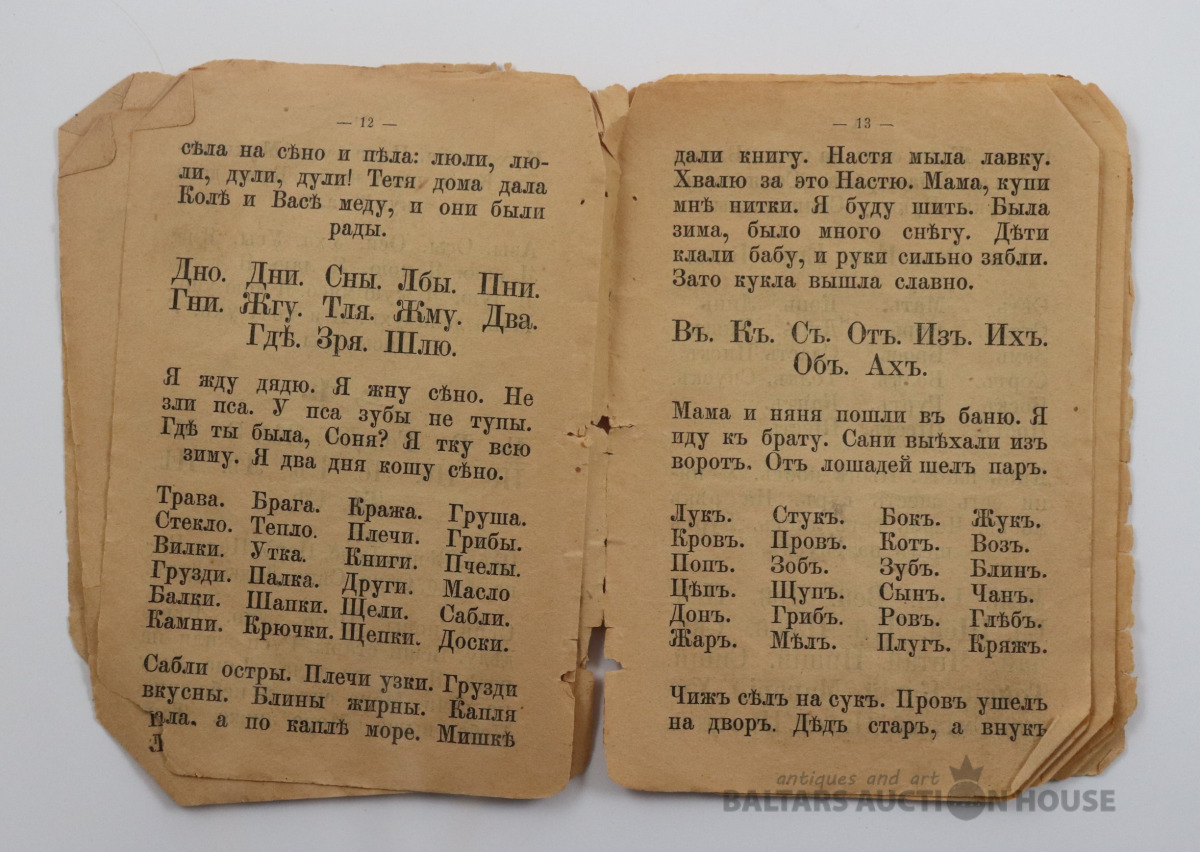 — 12 —
сѣла на сѣно и пѣла: люли, лю-
ли, дули, дули! Тетя дома дала
Колѣ и Васѣ меду, и они были
рады.
Дно. Дни. Сны. Лбы. Пни.
Гни. Жгу. Тля. Жму. Два.
Гдѣ. Зря. Шлю.
Я жду дядю. Я жну сѣно. Не
зли пса. У пса зубы не тупы.
Гдѣ ты была, Соня? Я тку всю
зиму. Я два дня кошу сѣно.
Трава. Брага. Кража. Груша.
Стекло. Тепло. Плечи. Грибы.
Вилки. Утка. Книги. Пчелы.
Грузди. Палка. Други. Масло
Балки. Шапки. Щели. Сабли.
Камни. Крючки. Щепки. Доски.
Сабли остры. Плечи узки. Грузди
вкусны. Блины жирны. Капля
а по каплѣ море. Мишкѣ
— 13 —
дали книгу. Настя мыла лавку.
Хвалю за это Настю. Мама, купи
мнѣ нитки. Я буду шить. Была
зима, было много снѣгу. Дѣти
клали бабу, и руки сильно зябли.
Зато кукла вышла славно.
Въ. Къ. Съ. Отъ. Изъ. Ихъ.
Объ. Ахъ.
Мама и няня пошли въ баню. Я
иду къ брату. Сани выѣхали изъ
воротъ. Отъ лошадей шелъ паръ.
Лукъ. Стукъ. Бокъ. Жукъ.
Кровъ. Провъ. Котъ. Возъ.
Попъ. Зобъ. Зубъ. Блинъ.
Цѣпъ. Щупъ. Сынъ. Чанъ.
Донъ. Грибъ. Ровъ. Глѣбъ.
Жаръ. Мѣлъ. Плугъ. Кряжъ.
Чижъ сѣлъ на сукъ. Провъ ушелъ
на дворъ. Дѣдъ старъ, а внукъ
antiques and art
BALTARS AUCTION HOUSE